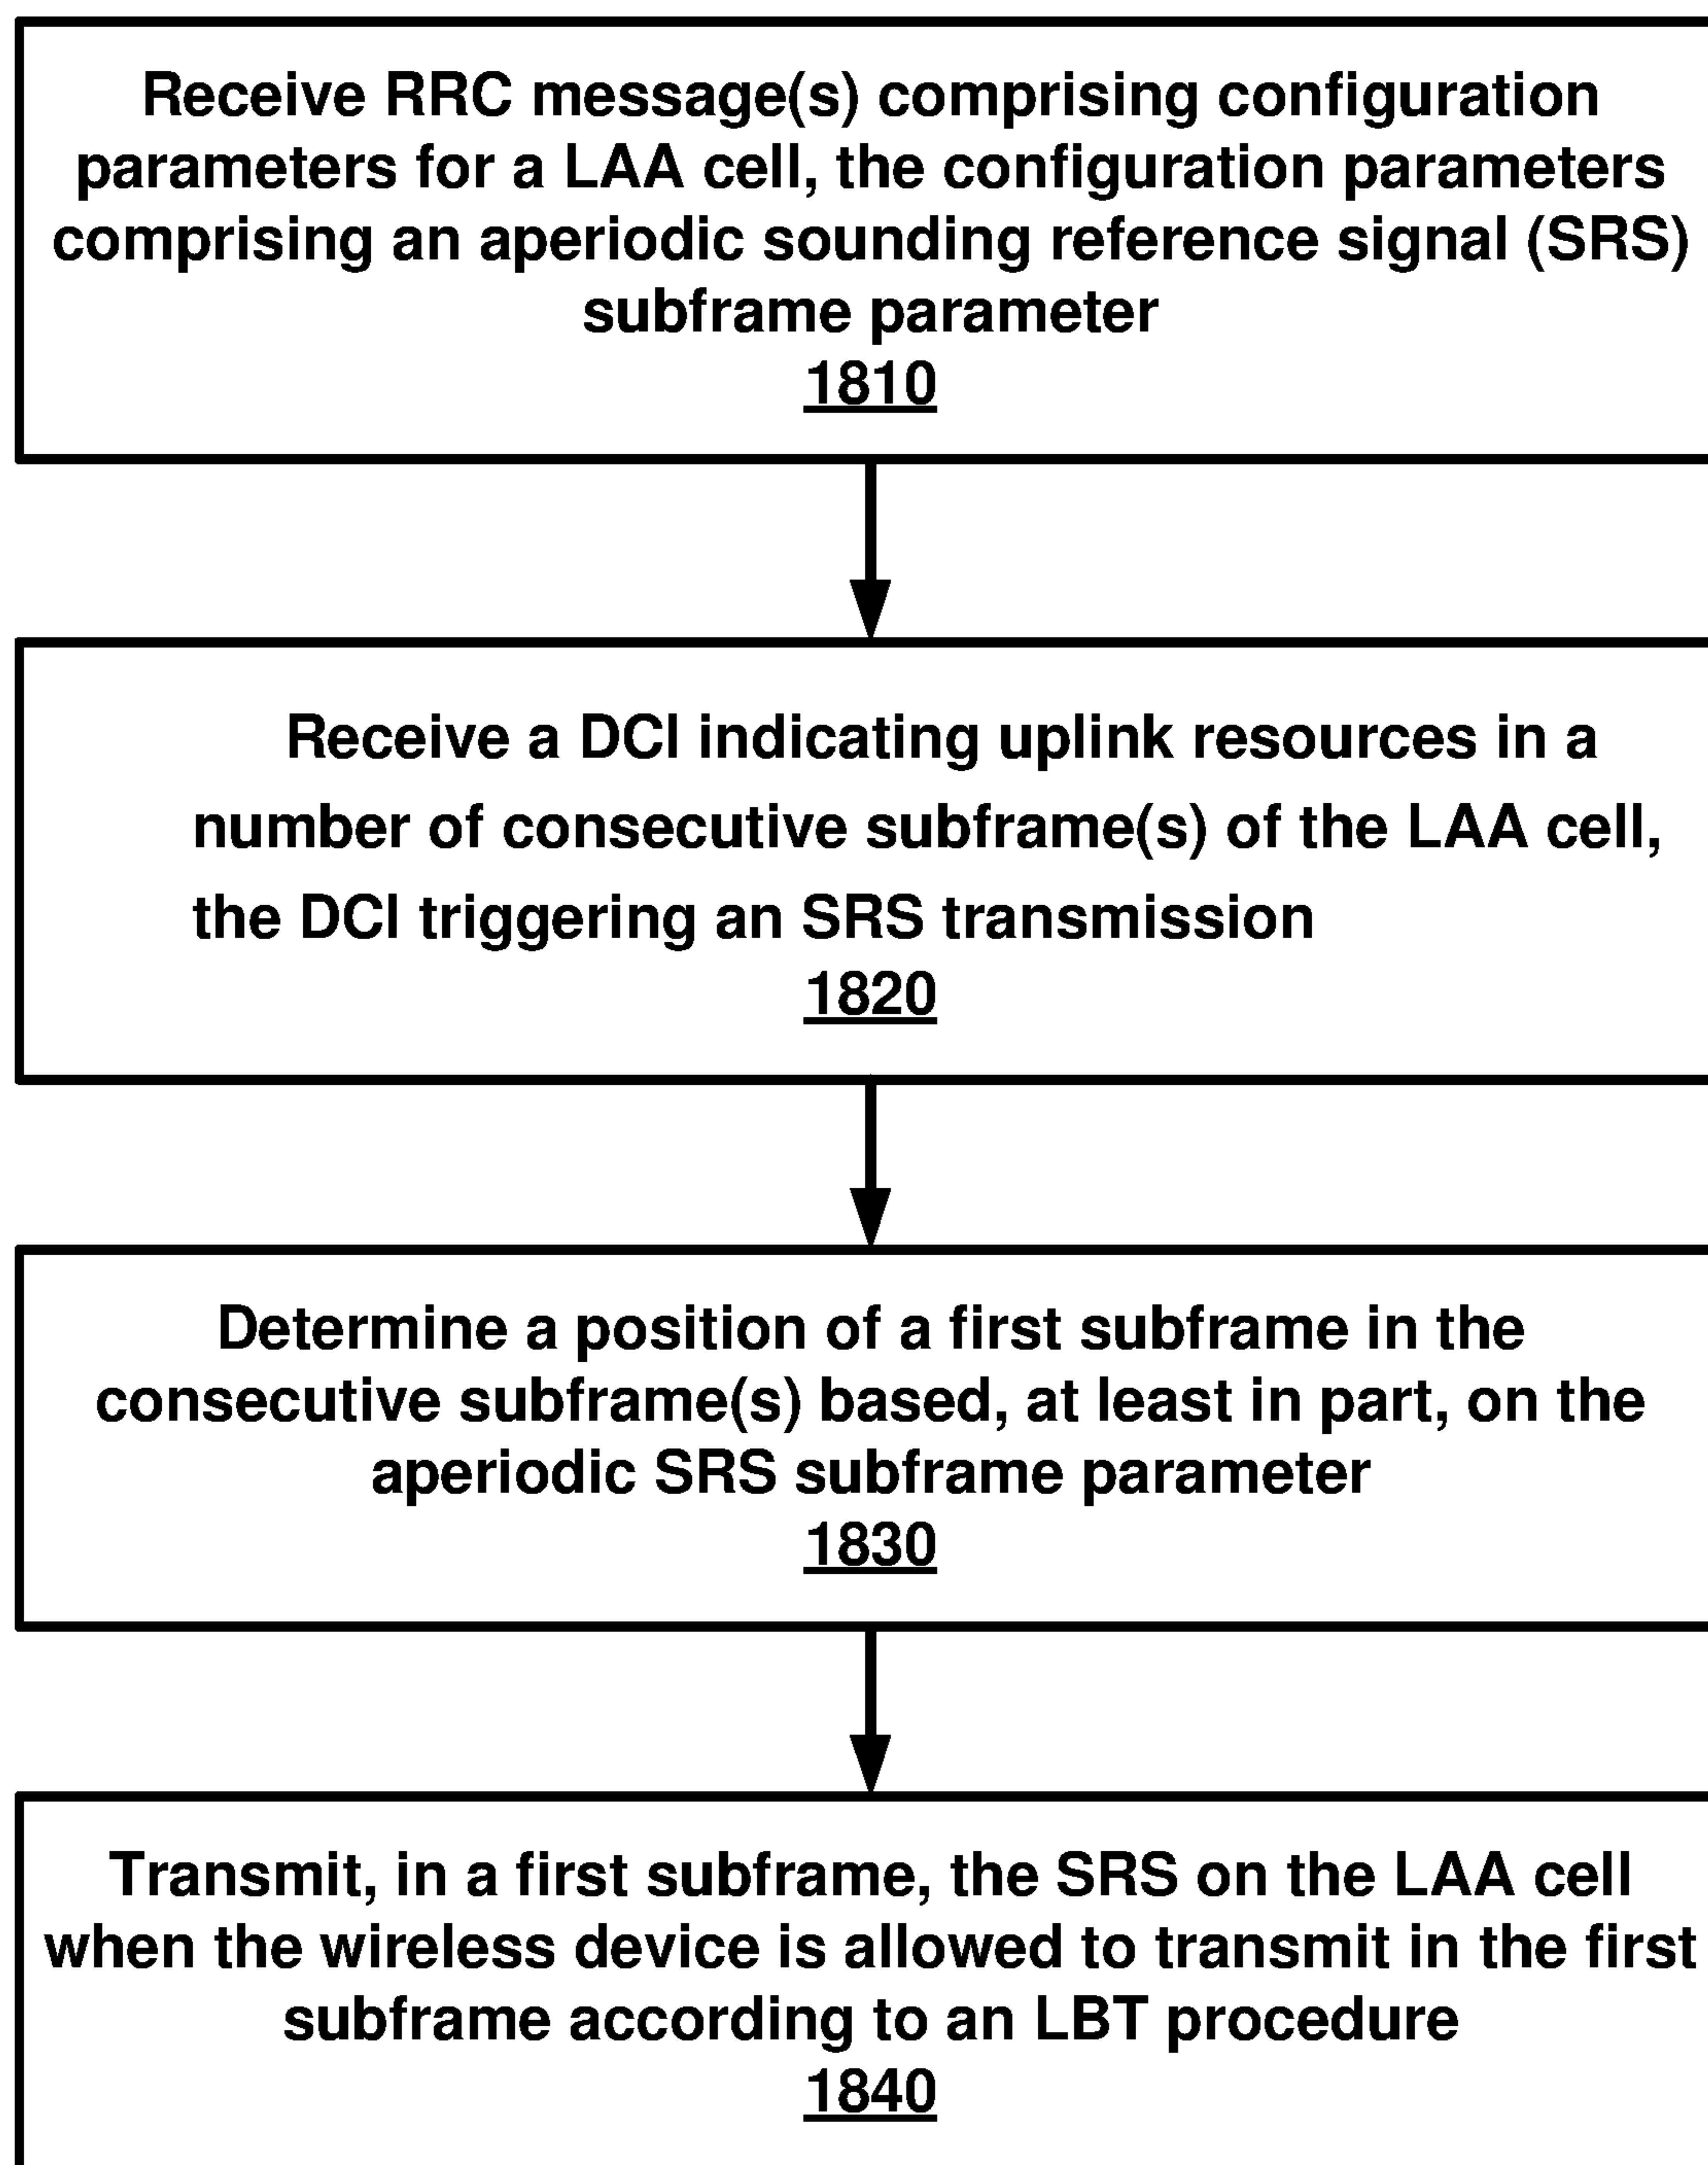 Receive RRC message(s) comprising configuration
parameters for a LAA cell, the configuration parameters
comprising an aperiodic sounding reference signal (SRS)
subframe parameter
1810
Receive a DCI indicating uplink resources in a
number of consecutive subframe(s) of the LAA cell,
the DCI triggering an SRS transmission
1820
Determine a position of a first subframe in the
consecutive subframe(s) based, at least in part, on the
aperiodic SRS subframe parameter
1830
Transmit, in a first subframe, the SRS on the LAA cell
when the wireless device is allowed to transmit in the first
subframe according to an LBT procedure
1840